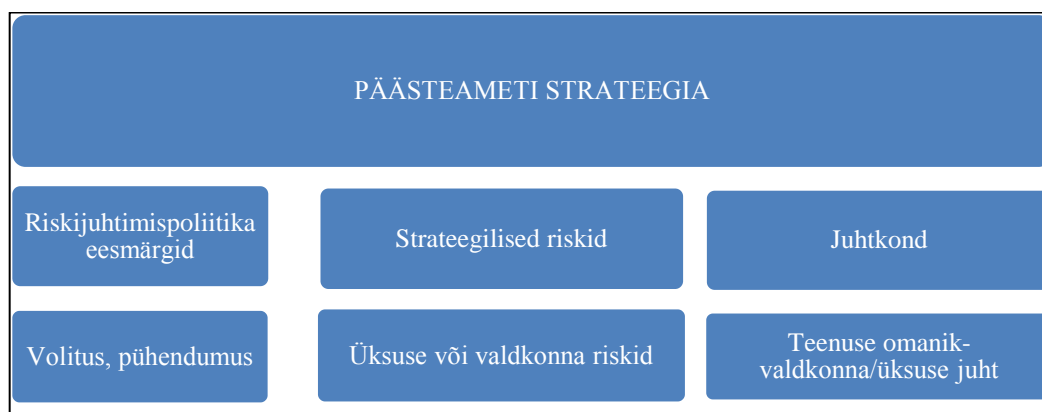 PÄÄSTEAMETI STRATEEGIA
Riskijuhtimispoliitika
eesmärgid
Strateegilised riskid
Juhtkond
Volitus, pühendumus
Üksuse või valdkonna riskid
Teenuse omanik-
valdkonna/üksuse juht